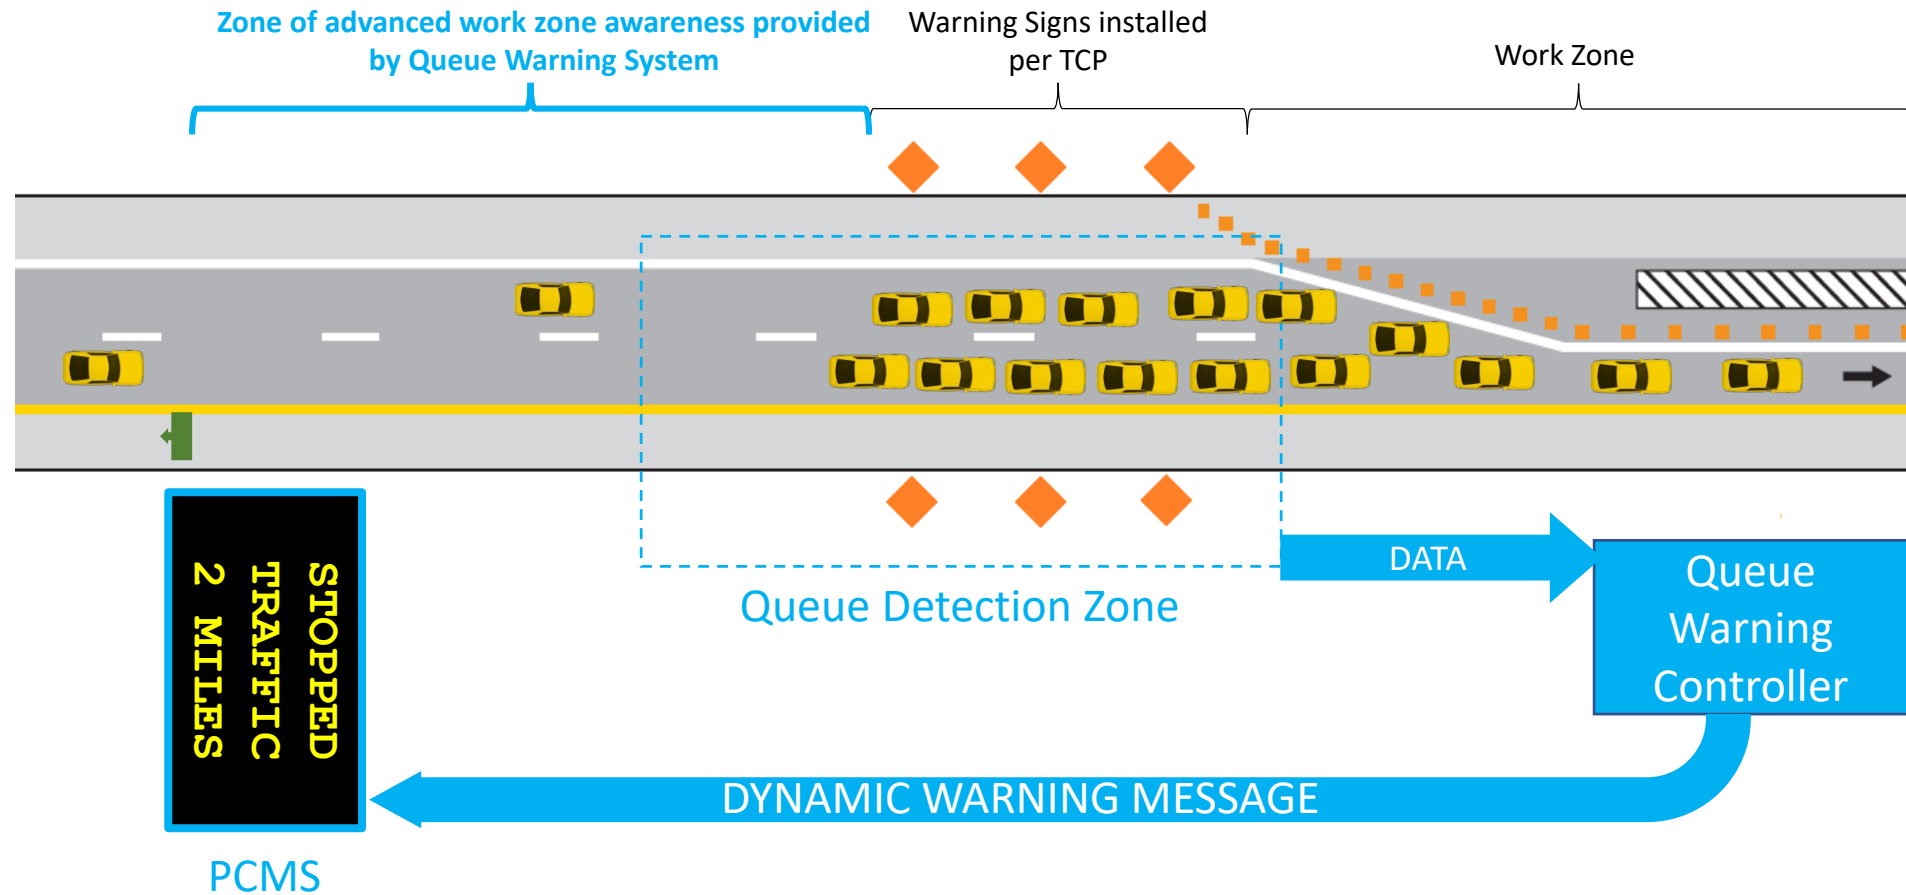 Zone of advanced work zone awareness provided
by Queue Warning System
Warning Signs installed
per TCP
Work Zone
STOPPED
TRAFFIC
2 MILES
PCMS
Queue Detection Zone
DATA
Queue
Warning
Controller
DYNAMIC WARNING MESSAGE